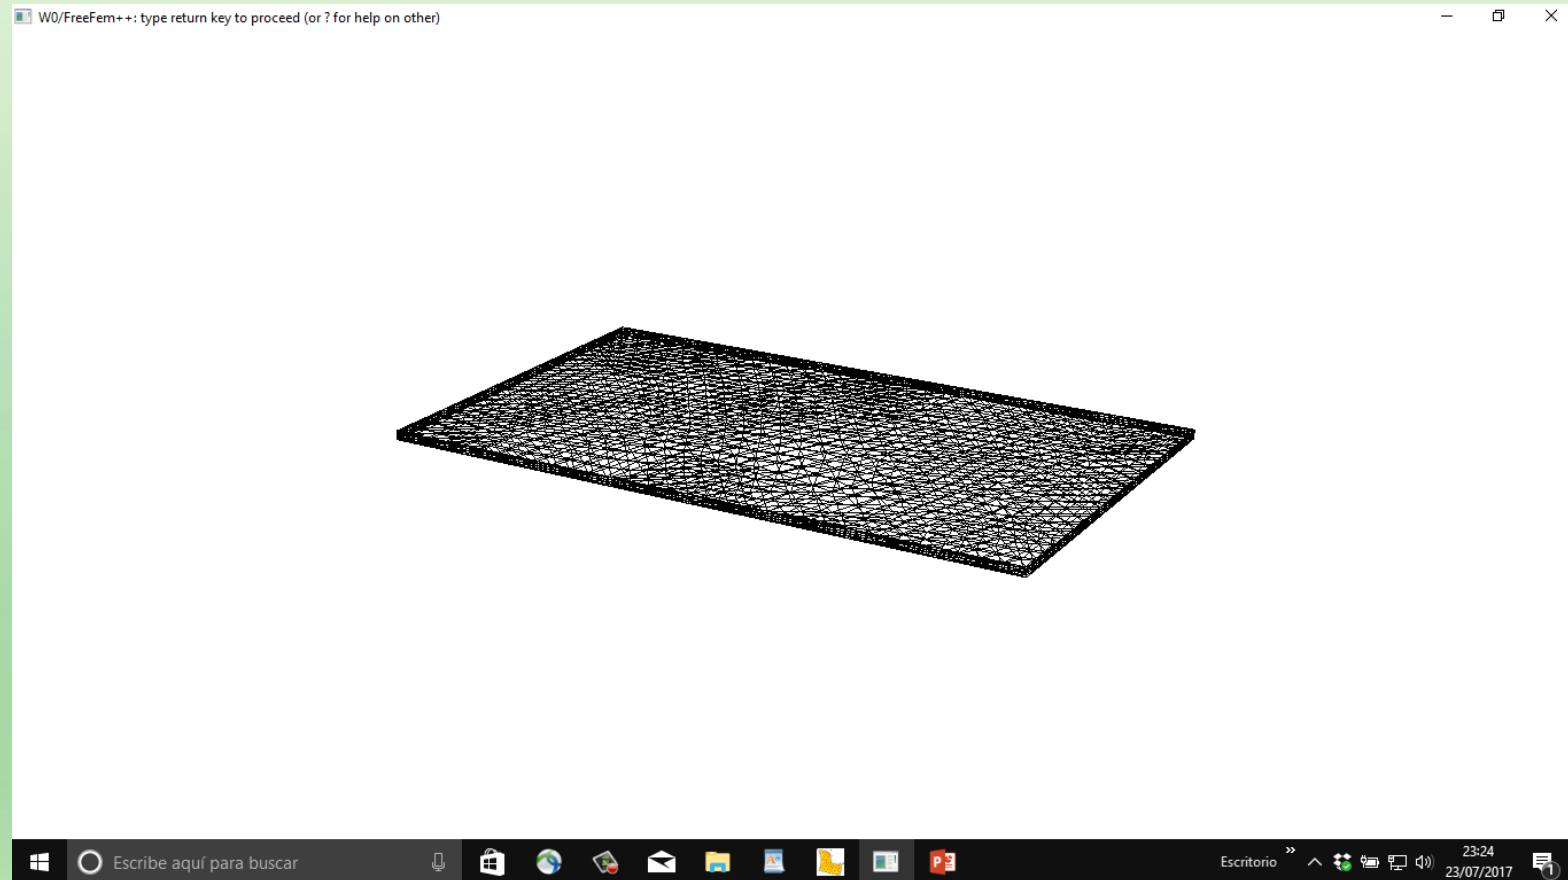 W0/FreeFem++: type return key to proceed (or ? for help on other)
Escribe aquí para buscar
Escritorio
23:24
23/07/2017
1